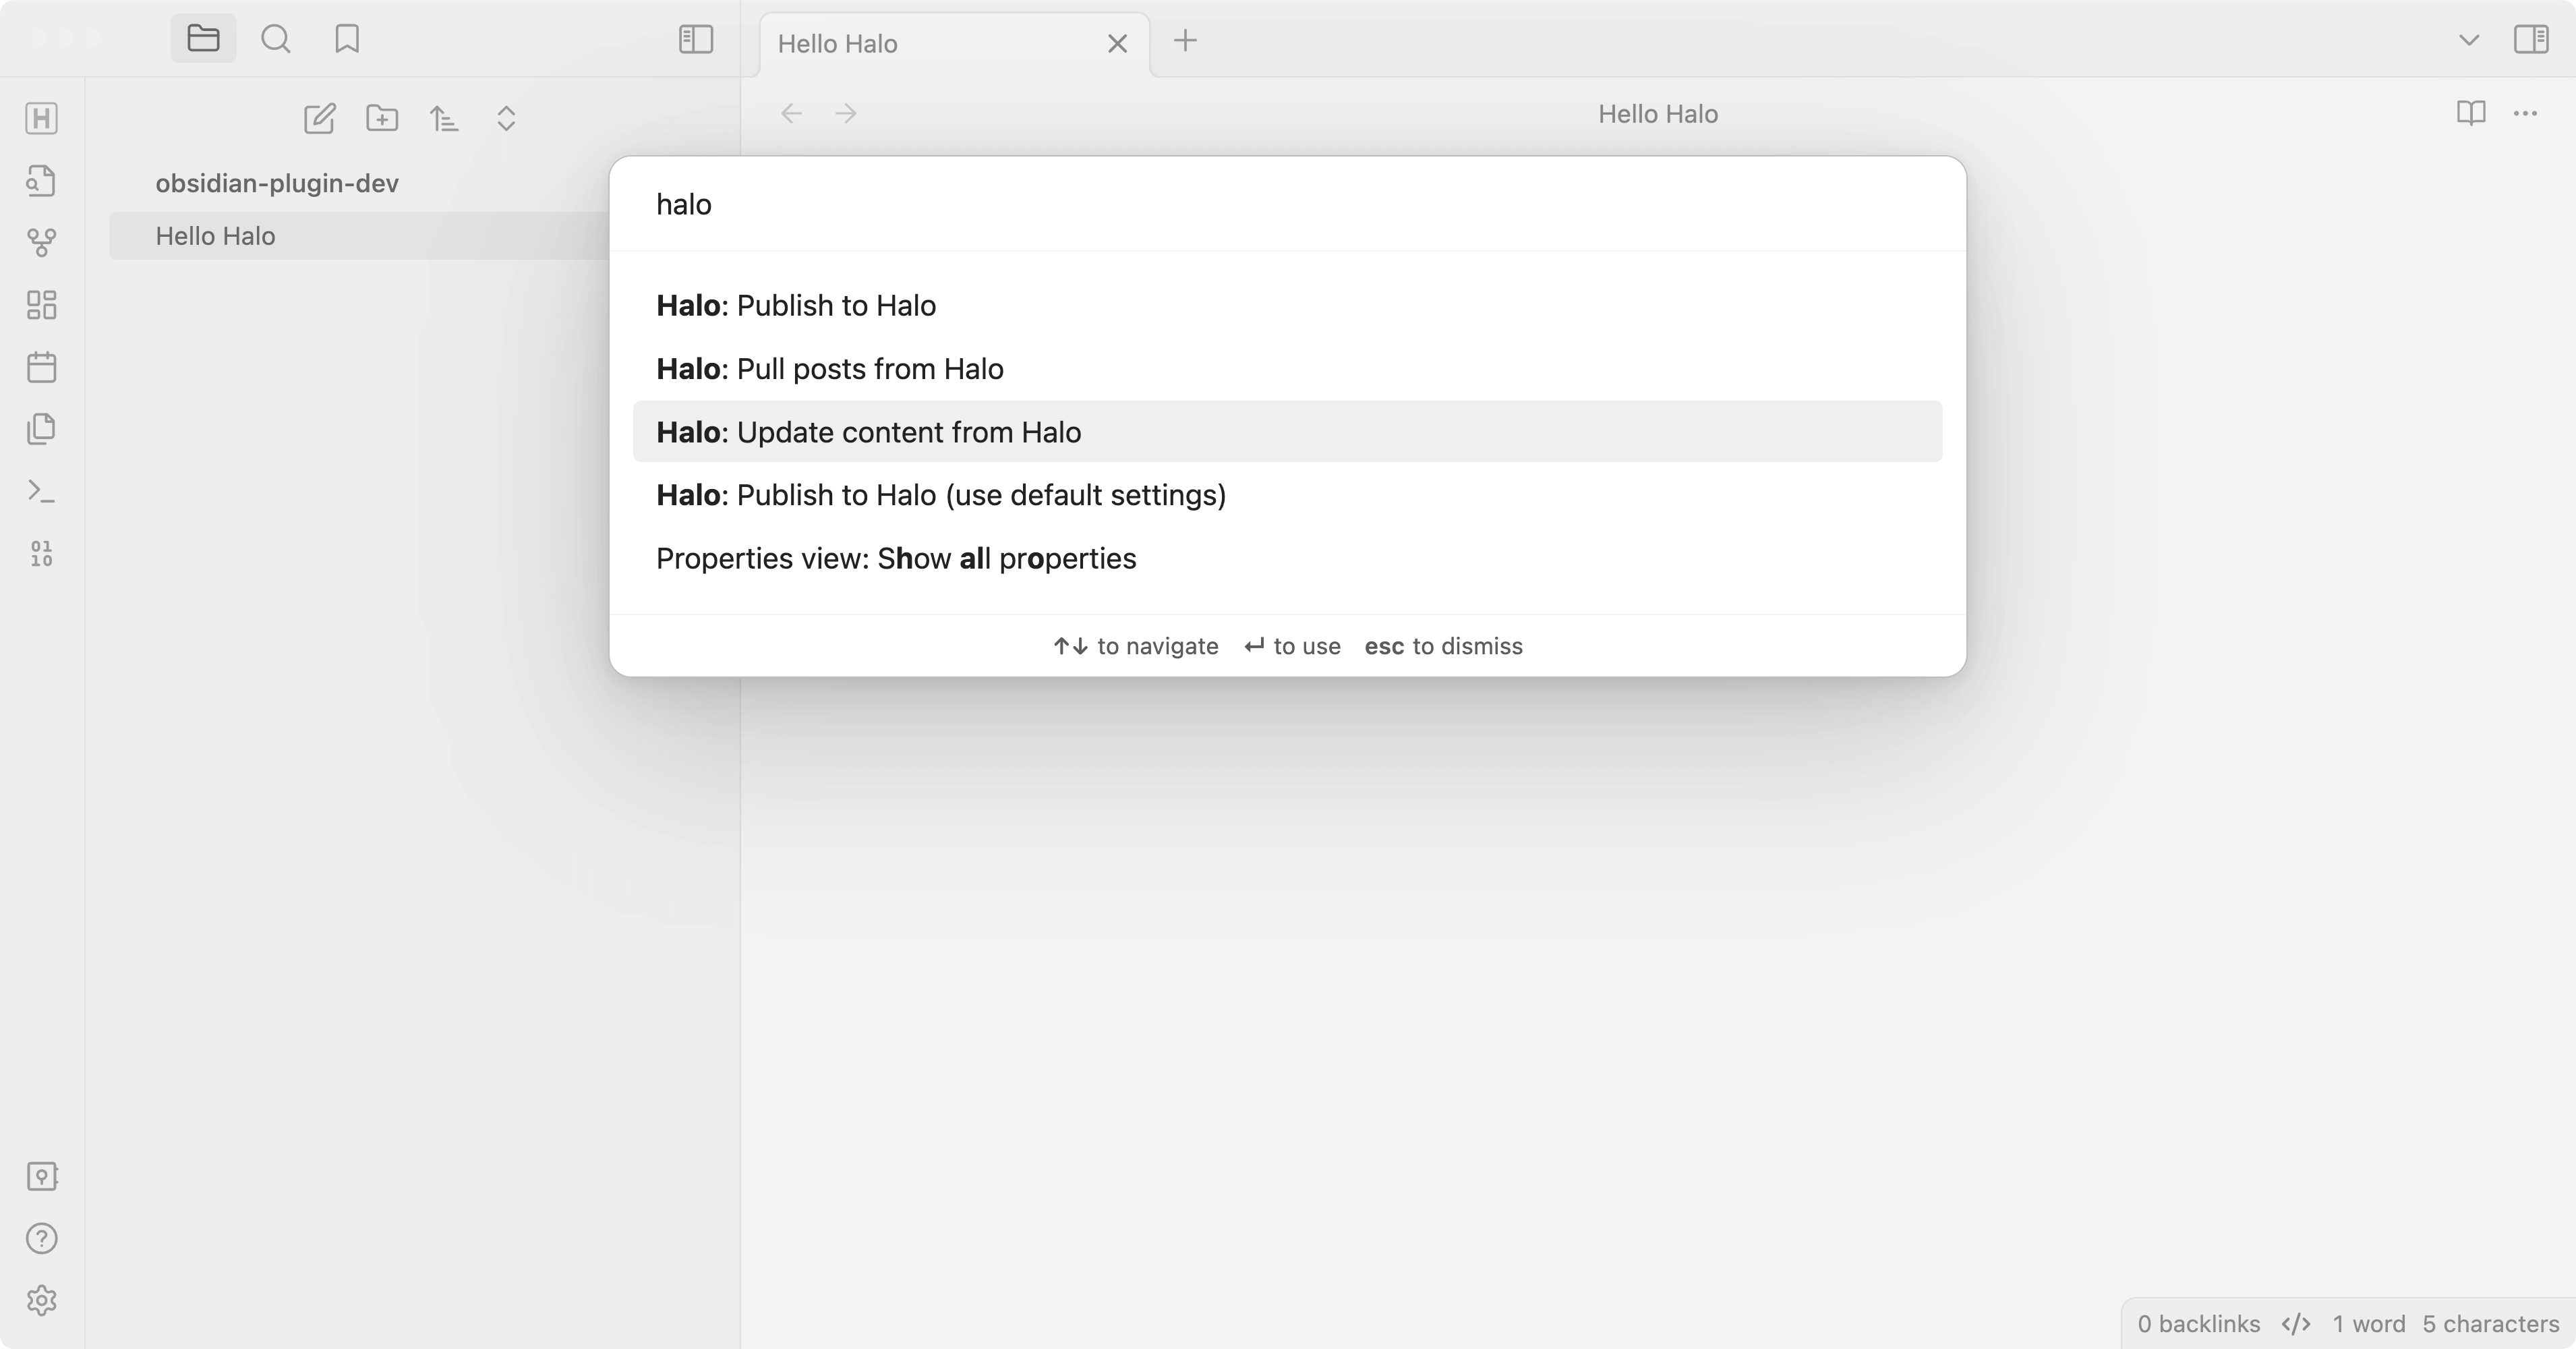 Hello Halo
H
Hello Halo
obsidian-plugin-dev
Hello Halo
halo
Halo: Publish to Halo
Halo: Pull posts from Halo
Halo: Update content from Halo
Halo: Publish to Halo (use default settings)
Properties view: Show all properties
↑↓ to navigate ↵ to use esc to dismiss
01
10
0 backlinks </> 1 word 5 characters